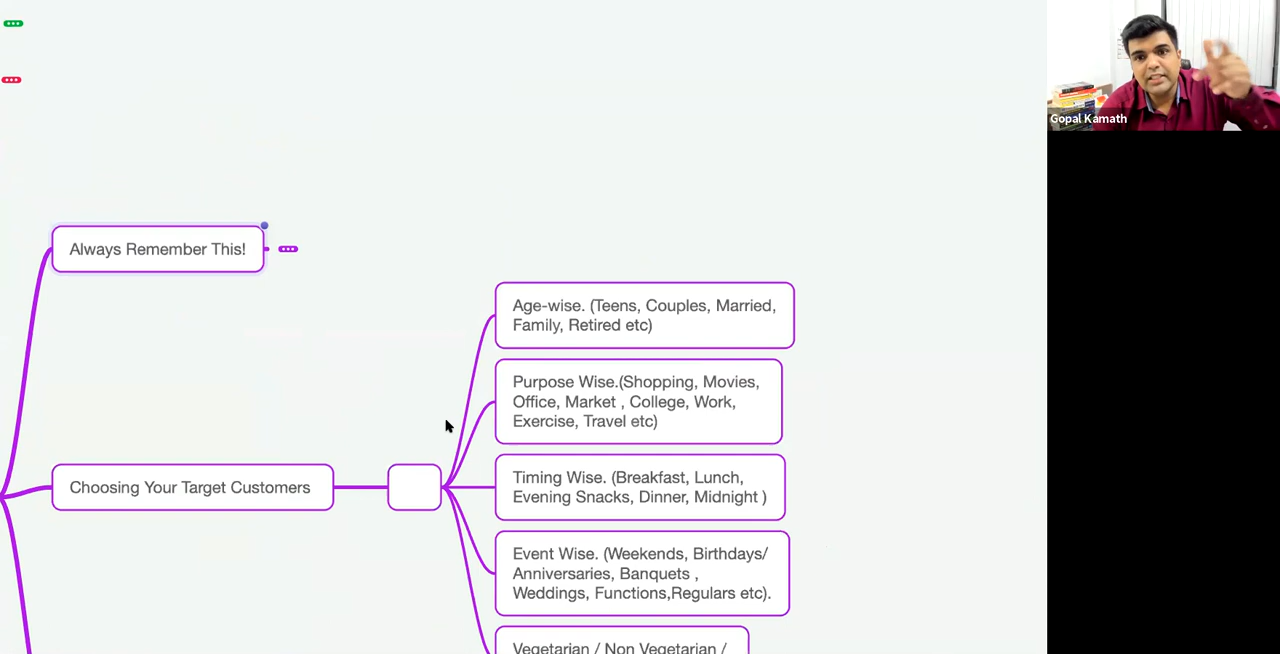 Gopal Kamath
Always Remember This!
Age-wise. (Teens, Couples, Married,
Family, Retired etc)
Purpose Wise.(Shopping, Movies,
Office, Market , College, Work,
Exercise, Travel etc)
Choosing Your Target Customers
Timing Wise. (Breakfast, Lunch,
Evening Snacks, Dinner, Midnight )
Event Wise. (Weekends, Birthdays/
Anniversaries, Banquets ,
Weddings, Functions,Regulars etc).
Vegetarian / Non Vegetarian /